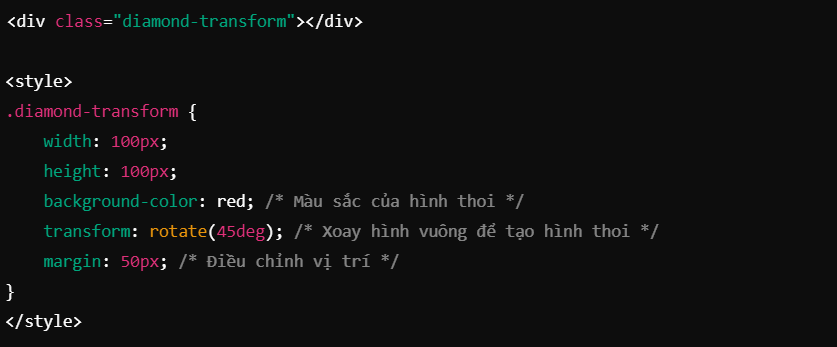 <div class="diamond-transform"></div>
<style>
.diamond-transform {
width: 100px;
height: 100px;
background-color: red; /* Màu sắc của hình thoi */
transform: rotate(45deg); /* Xoay hình vuông để tạo hình thoi */
margin: 50px; /* Điều chỉnh vị trí */
}
</style>